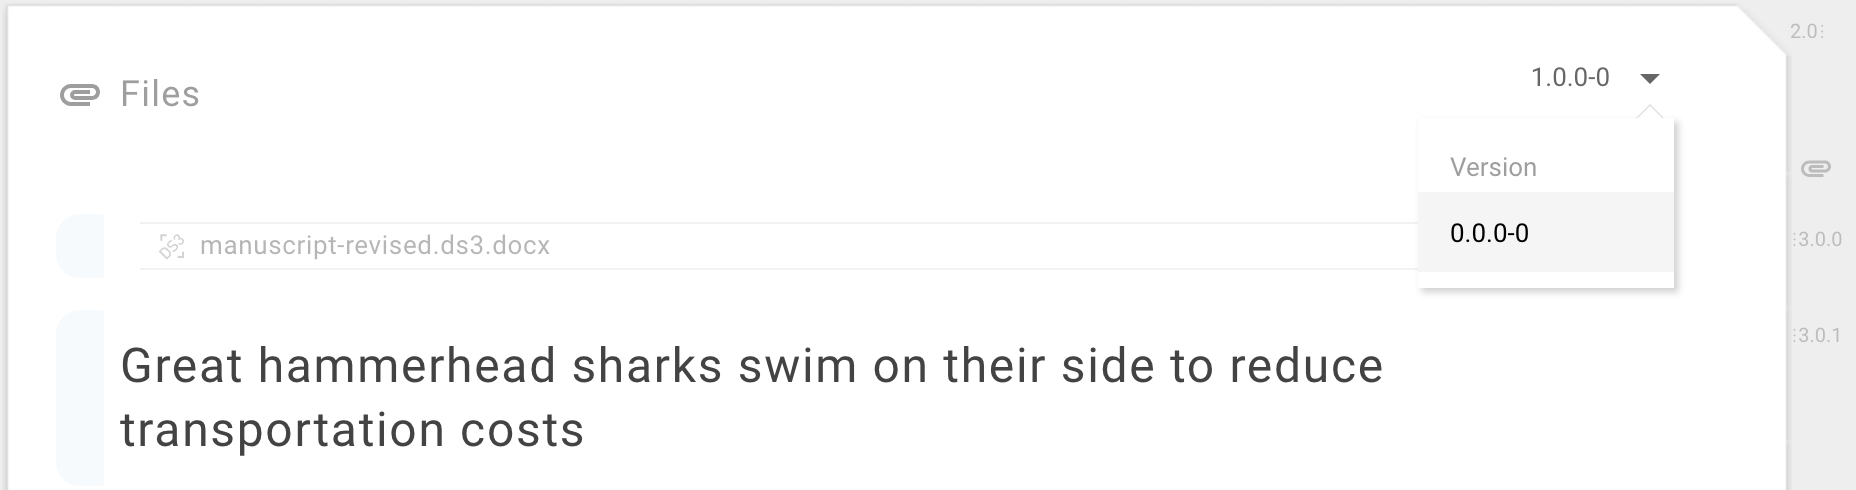 2.0
Files
1.0.0-0
Version
0.0.0-0
manuscript-revised.ds3.docx
3.0.0
3.0.1
Great hammerhead sharks swim on their side to reduce
transportation costs